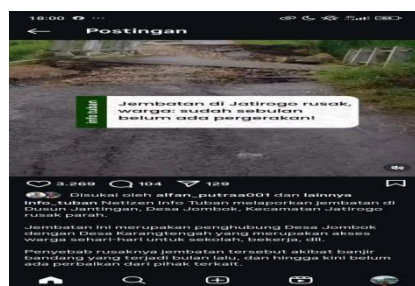 18:00
Postingan
info tuban
Jembatan di Jatirogo rusak,
warga: sudah sebulan
belum ada pergerakan!
3.269 104 129
Disukai oleh alfan_putraa001 dan lainnya
info_tuban Netizen Info Tuban melaporkan jembatan di
Dusun Jantingan, Desa Jombok, Kecamatan Jatirogo
rusak parah.
Jembatan ini merupakan penghubung Desa Jombok
dengan Desa Karangtengah yang merupakan akses
warga sehari-hari untuk sekolah, bekerja, dll.
Penyebab rusaknya jembatan tersebut akibat banjir
bandang yang terjadi bulan lalu, dan hingga kini belum
ada perbaikan dari pihak terkait.